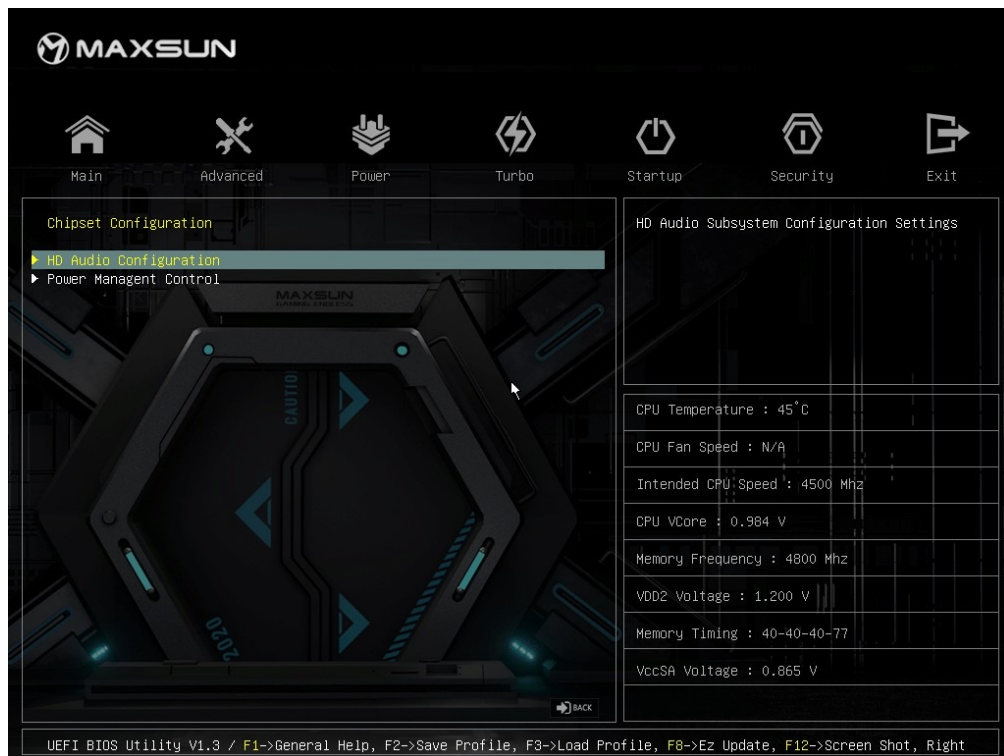 MAXSUN
Main Advanced Power Turbo Startup Security Exit
Chipset Configuration
HD Audio Configuration
Power Managent Control
HD Audio Subsystem Configuration Settings
MAXSUN
GAMING ENDLESS
CAUTION
2020
CPU Temperature : 45°C
CPU Fan Speed : N/A
Intended CPU Speed : 4500 Mhz
CPU VCore : 0.984 V
Memory Frequency : 4800 Mhz
VDD2 Voltage : 1.200 V
Memory Timing : 40-40-40-77
VccSA Voltage : 0.865 V
BACK
UEFI BIOS Utility V1.3 / F1->General Help, F2->Save Profile, F3->Load Profile, F8->Ez Update, F12->Screen Shot, Right